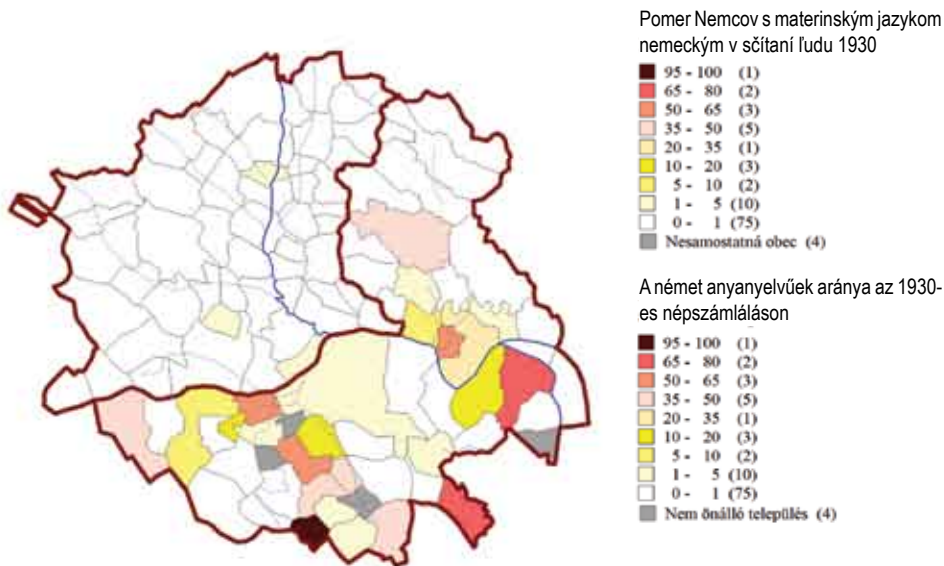 Pomer Nemcov s materinským jazykom
nemeckým v sčítaní ľudu 1930
95 - 100 (1)
65 - 80 (2)
50 - 65 (3)
35 - 50 (5)
20 - 35 (1)
10 - 20 (3)
5 - 10 (2)
1 - 5 (10)
0 - 1 (75)
Nesamostatná obec (4)
A német anyanyelvűek aránya az 1930-
es népszámláláson
95 - 100 (1)
65 - 80 (2)
50 - 65 (3)
35 - 50 (5)
20 - 35 (1)
10 - 20 (3)
5 - 10 (2)
1 - 5 (10)
0 - 1 (75)
Nem önálló település (4)